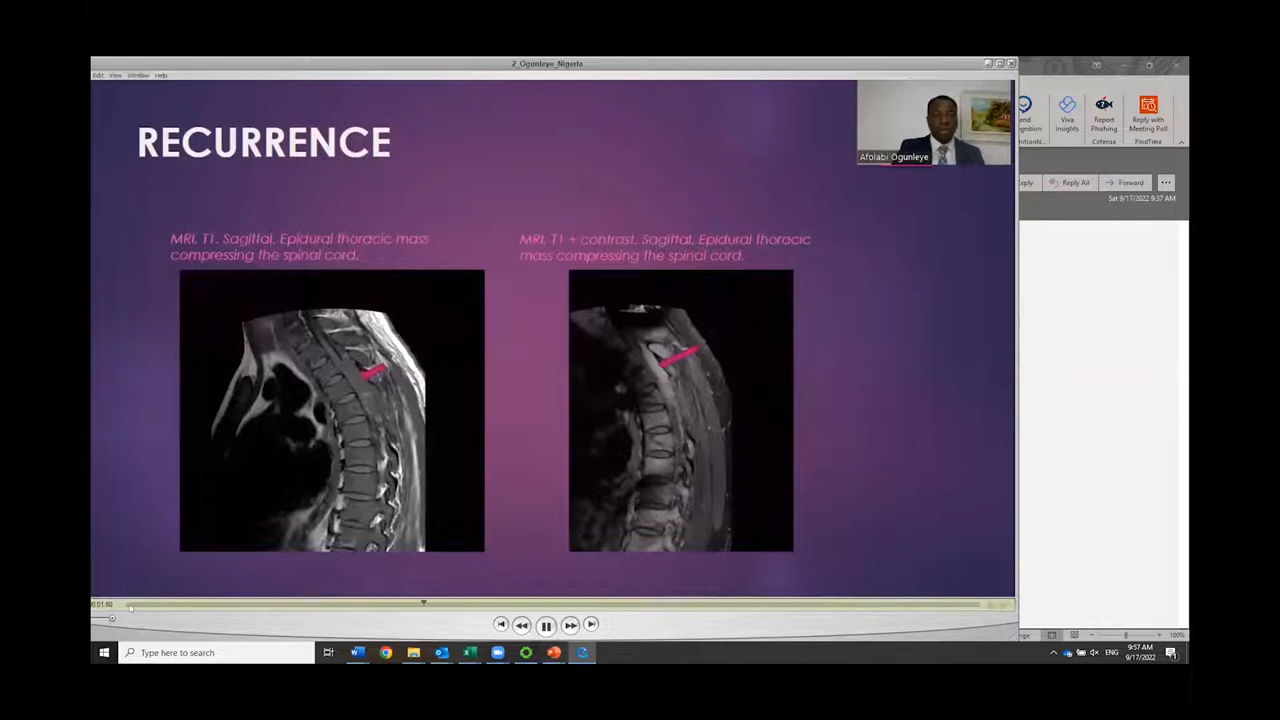 2_Ogunleye_Nigeria
Edit View Window Help
RECURRENCE
Afolabi Ogunleye
MRI, T1, Sagittal, Epidural thoracic mass
compressing the spinal cord.
MRI, T1 + contrast, Sagittal, Epidural thoracic
mass compressing the spinal cord.
Viva
Insights
Report
Phishing
Reply with
Meeting Poll
Cofense
FindTime
Reply All
Forward
Sat 9/17/2022 9:37 AM
Type here to search
100%
ENG
9:57 AM
9/17/2022